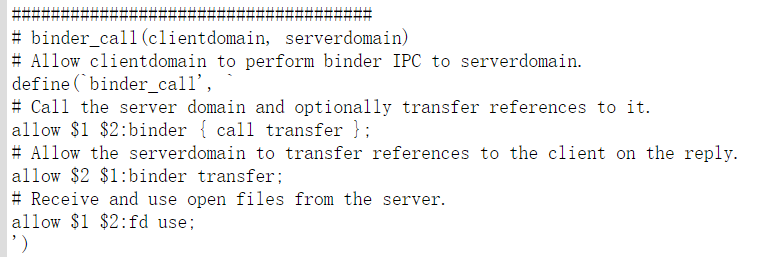 #####################################
# binder_call(clientdomain, serverdomain)
# Allow clientdomain to perform binder IPC to serverdomain.
define(`binder_call', `
# Call the server domain and optionally transfer references to it.
allow $1 $2:binder { call transfer };
# Allow the serverdomain to transfer references to the client on the reply.
allow $2 $1:binder transfer;
# Receive and use open files from the server.
allow $1 $2:fd use;
')